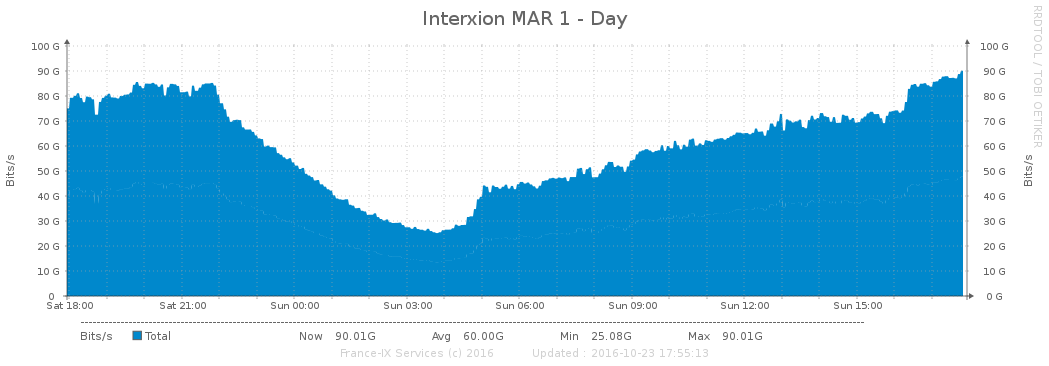 Interxion MAR 1 - Day
RRDTOOL / TOBI OETIKER
Bits/s
100 G 100 G
90 G 90 G
80 G 80 G
70 G 70 G
60 G 60 G
50 G 50 G
40 G 40 G
30 G 30 G
20 G 20 G
10 G 10 G
0 0 G
Bits/s
Sat 18:00 Sat 21:00 Sun 00:00 Sun 03:00 Sun 06:00 Sun 09:00 Sun 12:00 Sun 15:00
Bits/s Total Now 90.01G Avg 60.00G Min 25.08G Max 90.01G
France-IX Services (c) 2016 Updated : 2016-10-23 17:55:13